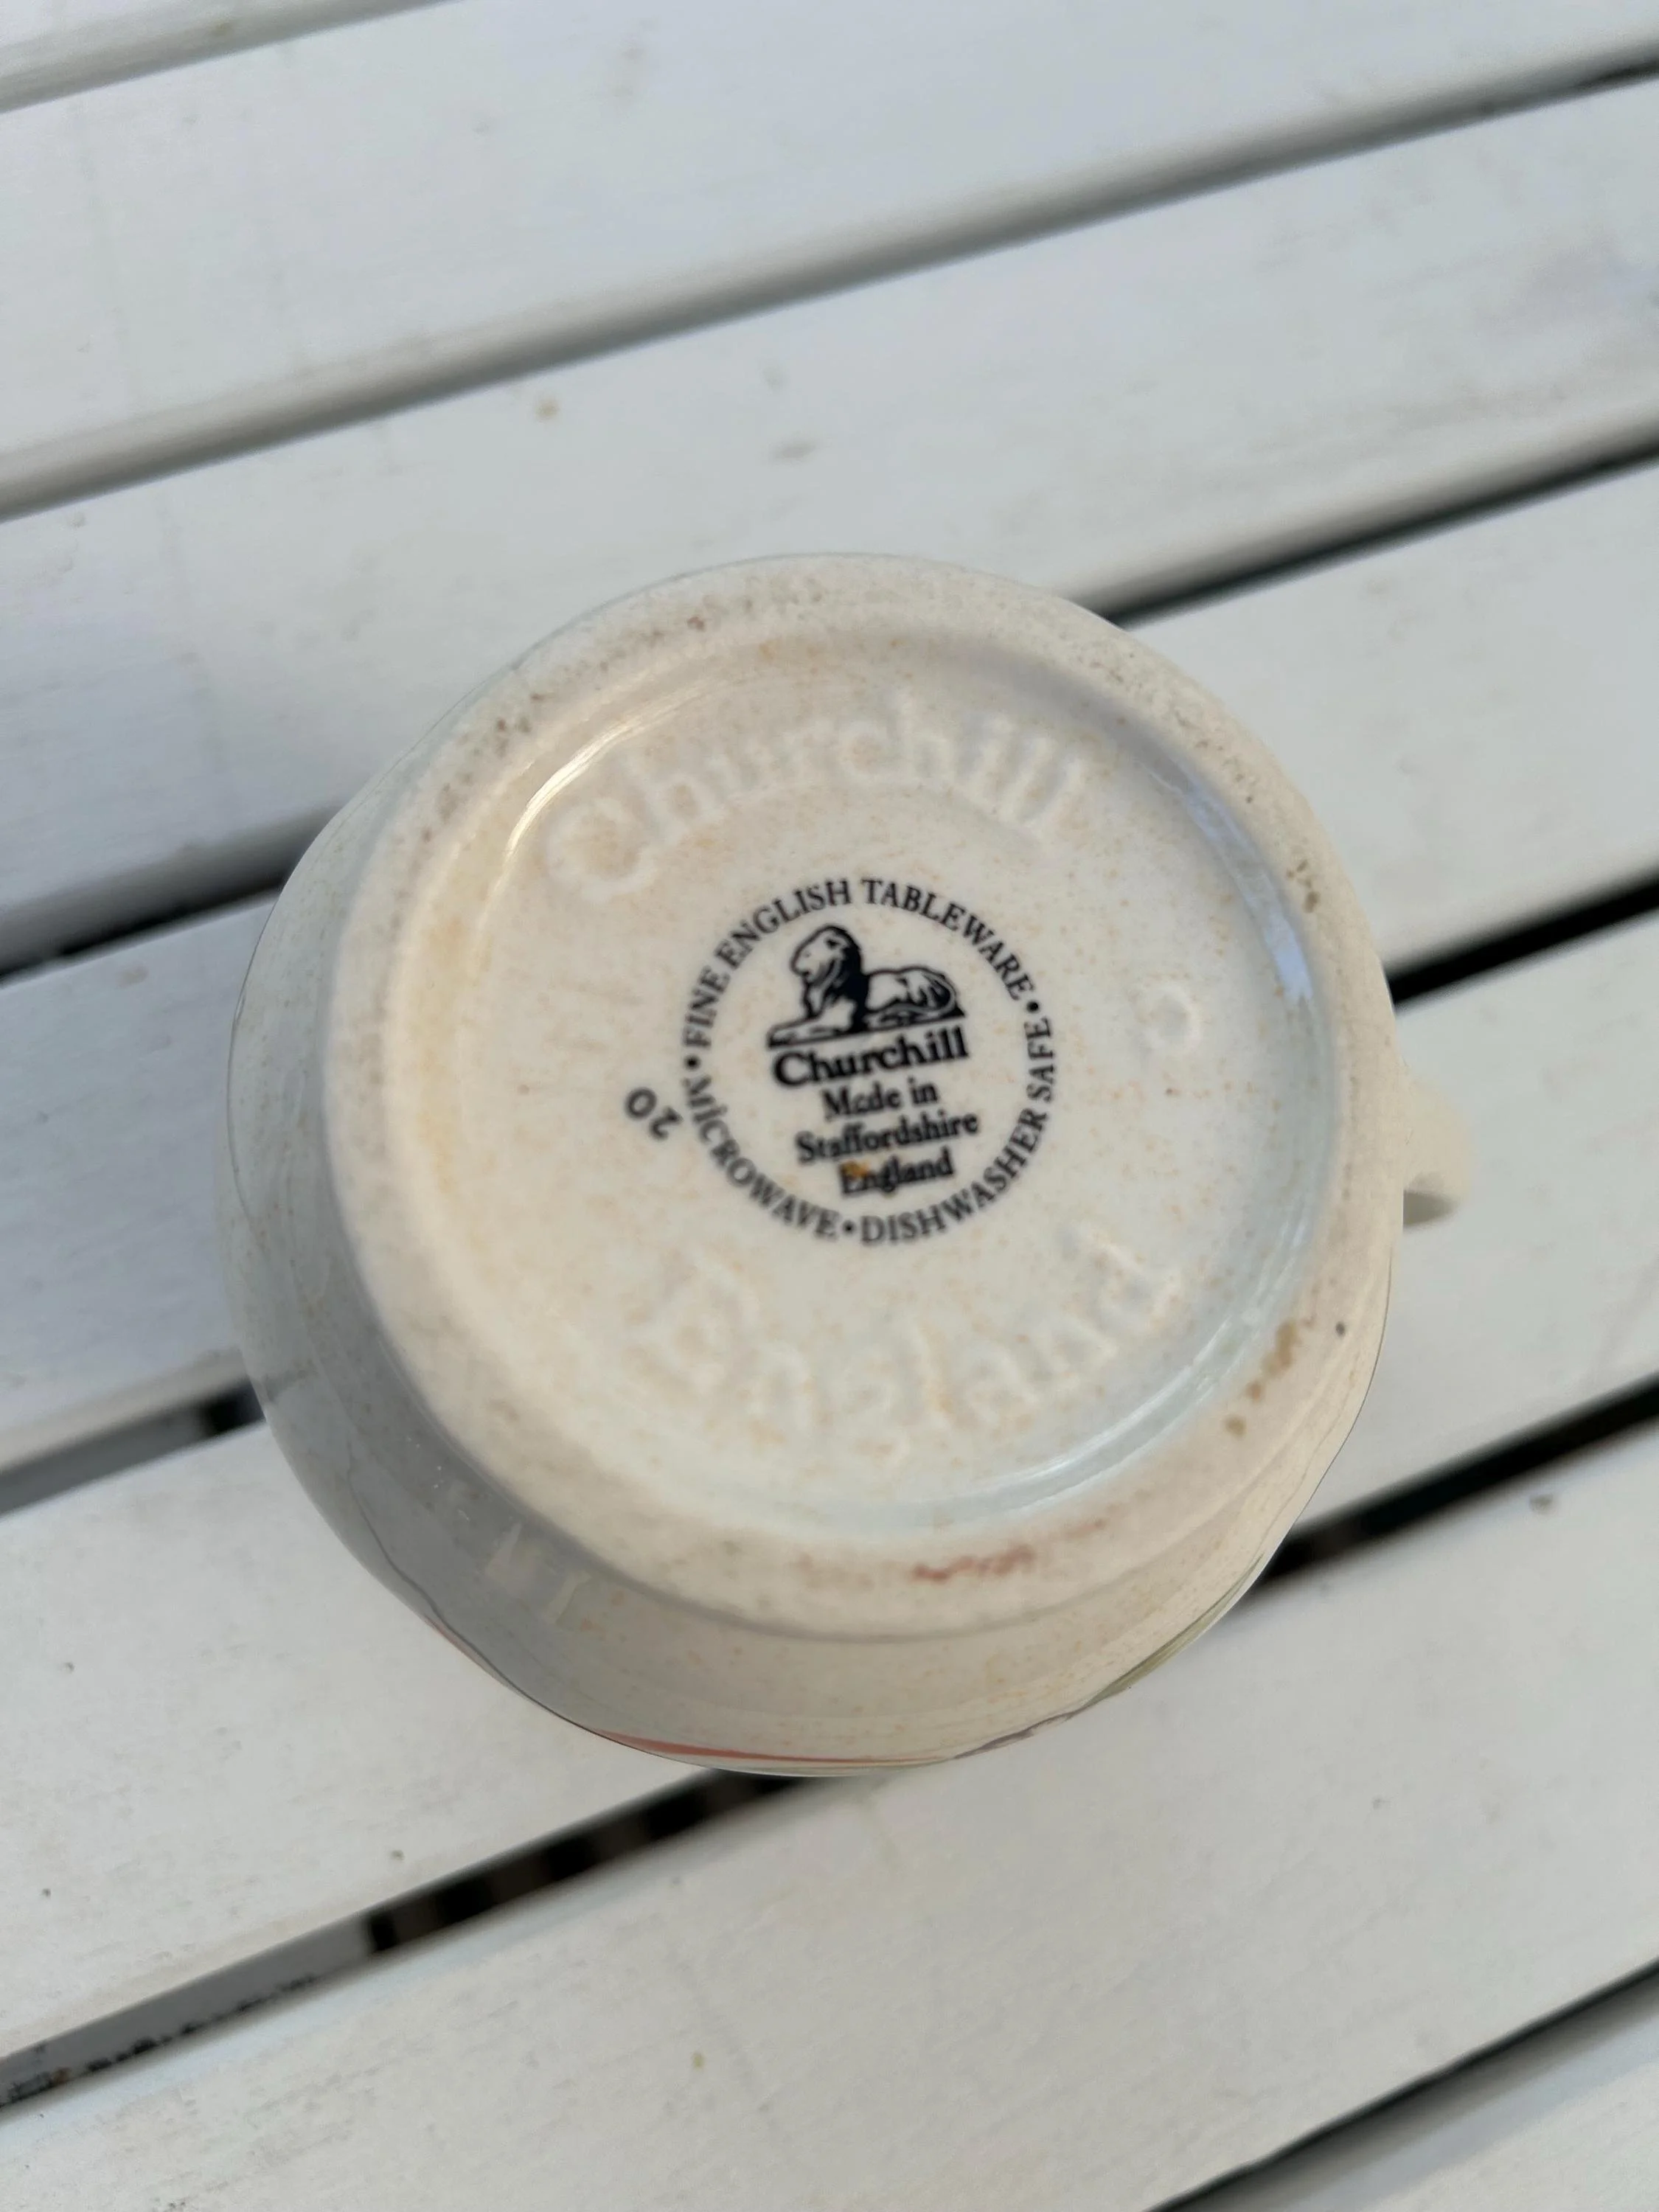 Churchill
• FINE ENGLISH TABLEWARE •
Churchill
Made in
Staffordshire
England
MICROWAVE • DISHWASHER SAFE
20
England